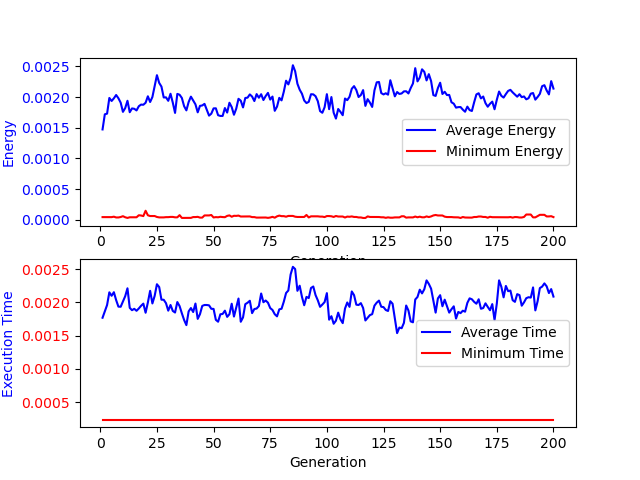 Energy
0.0025
0.0020
0.0015
0.0010
0.0005
0.0000
Average Energy
Minimum Energy
0 25 50 75 100 125 150 175 200
Generation
Execution Time
0.0025
0.0020
0.0015
0.0010
0.0005
Average Time
Minimum Time
0 25 50 75 100 125 150 175 200
Generation